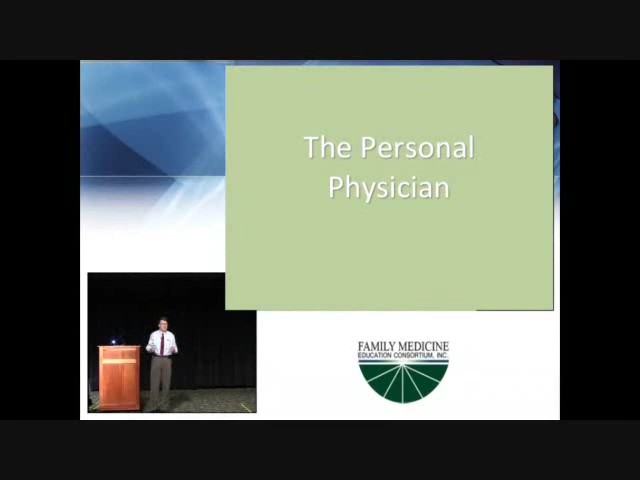 The Personal
Physician
FAMILY MEDICINE
EDUCATION CONSORTIUM, INC.